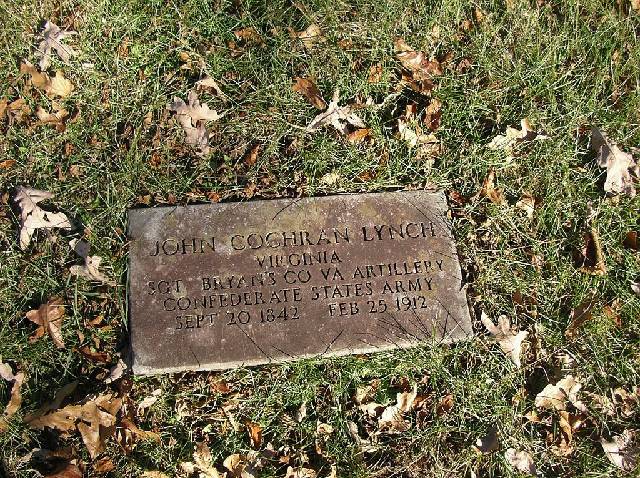 JOHN COCHRAN LYNCH
VIRGINIA
SGT BRYAN'S CO VA ARTILLERY
CONFEDERATE STATES ARMY
SEPT 20 1842 FEB 25 1912